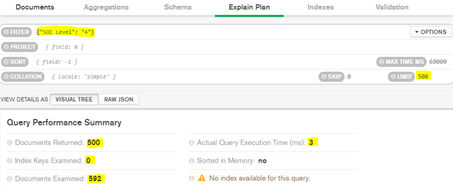 Documents Aggregations Schema Explain Plan Indexes Validation
FILTER {"SOC Level": "4"} OPTIONS
PROJECT { field: 0 }
SORT { field: -1 } MAX TIME MS 60000
COLLATION { locale: 'simple' } SKIP 0 LIMIT 500
VIEW DETAILS AS VISUAL TREE RAW JSON
Query Performance Summary
Documents Returned: 500 Actual Query Execution Time (ms): 3
Index Keys Examined: 0 Sorted in Memory: no
Documents Examined: 592 No index available for this query.